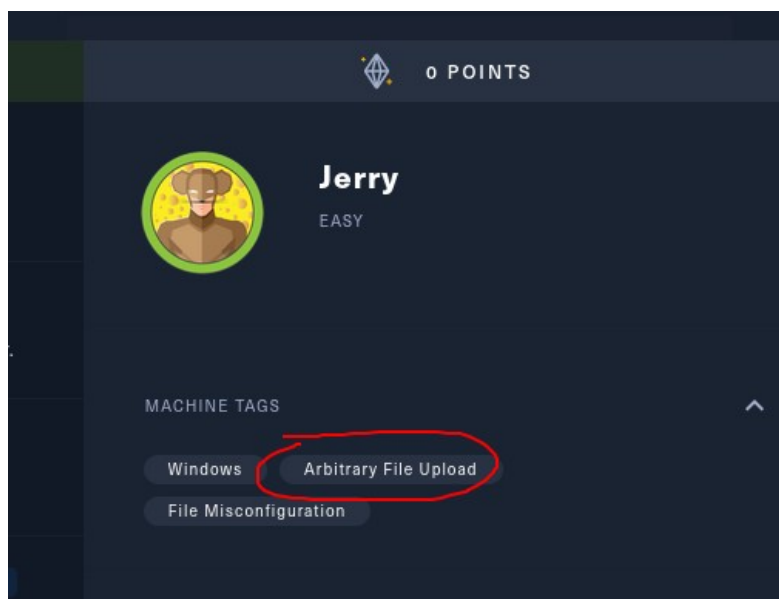 0 POINTS
Jerry
EASY
MACHINE TAGS
Windows Arbitrary File Upload
File Misconfiguration